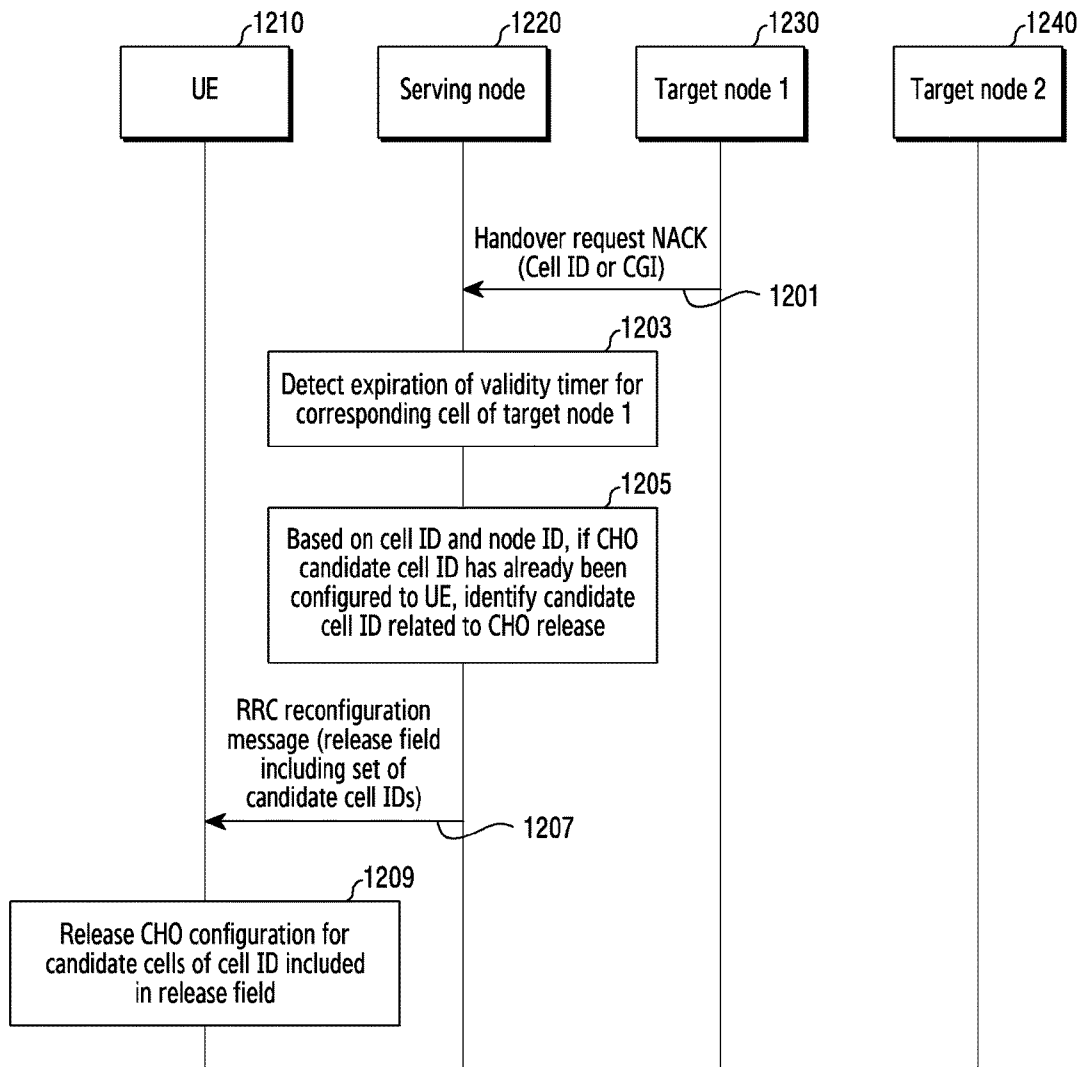 1210
1220
1230
1240
UE
Serving node
Target node 1
Target node 2
Handover request NACK
(Cell ID or CGI)
1201
1203
Detect expiration of validity timer for
corresponding cell of target node 1
1205
Based on cell ID and node ID, if CHO
candidate cell ID has already been
configured to UE, identify candidate
cell ID related to CHO release
RRC reconfiguration
message (release field
including set of
candidate cell IDs)
1207
1209
Release CHO configuration for
candidate cells of cell ID included
in release field